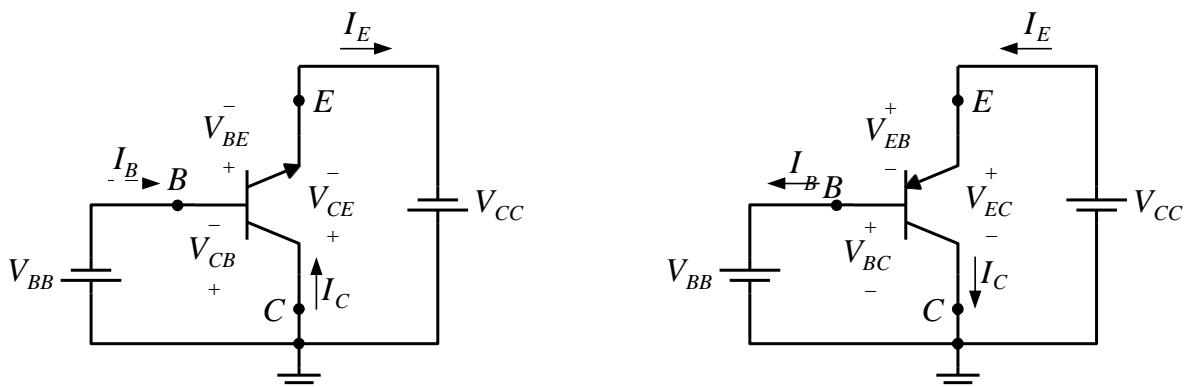 I_E
E
−
V_BE
+
I_B
B
−
V_CE
+
−
V_CB
+
V_BB
V_CC
I_C
C
I_E
E
+
V_EB
−
I_B
B
+
V_EC
−
+
V_BC
−
V_BB
V_CC
I_C
C